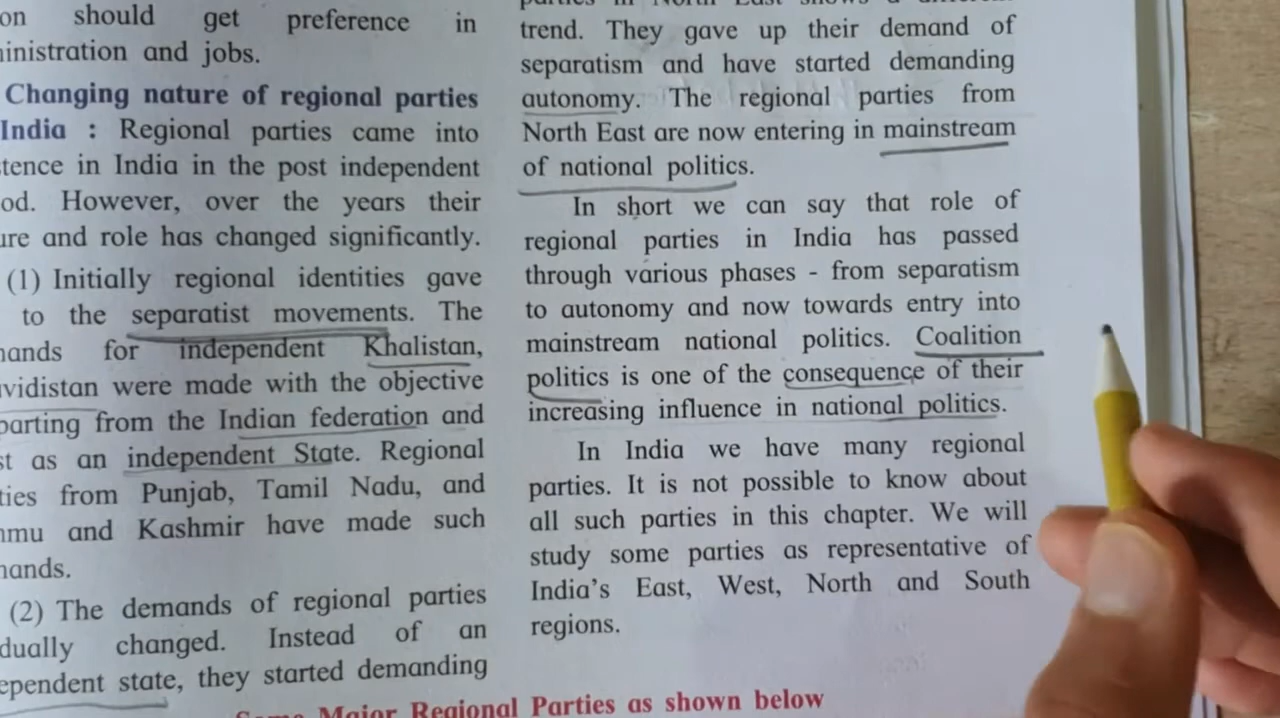 on should get preference in
ministration and jobs.
Changing nature of regional parties
India : Regional parties came into
tence in India in the post independent
od. However, over the years their
ure and role has changed significantly.
(1) Initially regional identities gave
to the separatist movements. The
ands for independent Khalistan,
vidistan were made with the objective
parting from the Indian federation and
st as an independent State. Regional
ties from Punjab, Tamil Nadu, and
mu and Kashmir have made such
ands.
(2) The demands of regional parties
dually changed. Instead of an
ependent state, they started demanding
trend. They gave up their demand of
separatism and have started demanding
autonomy. The regional parties from
North East are now entering in mainstream
of national politics.
In short we can say that role of
regional parties in India has passed
through various phases - from separatism
to autonomy and now towards entry into
mainstream national politics. Coalition
politics is one of the consequence of their
increasing influence in national politics.
In India we have many regional
parties. It is not possible to know about
all such parties in this chapter. We will
study some parties as representative of
India's East, West, North and South
regions.
Some Major Regional Parties as shown below